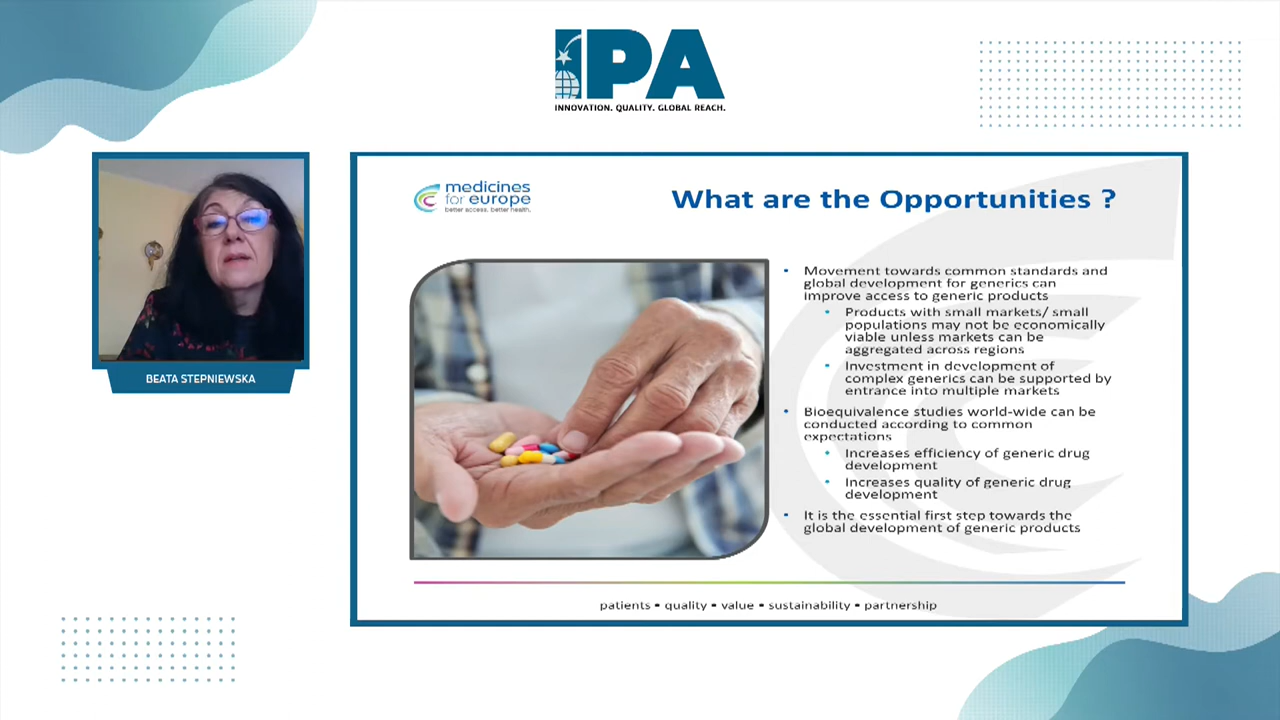 IPA
INNOVATION. QUALITY. GLOBAL REACH.
BEATA STEPNIEWSKA
medicines
for europe
better access. better health.
What are the Opportunities ?
• Movement towards common standards and
global development for generics can
improve access to generic products
• Products with small markets/ small
populations may not be economically
viable unless markets can be
aggregated across regions
• Investment in development of
complex generics can be supported by
entrance into multiple markets
• Bioequivalence studies world-wide can be
conducted according to common
expectations
• Increases efficiency of generic drug
development
• Increases quality of generic drug
development
• It is the essential first step towards the
global development of generic products
patients ▪ quality ▪ value ▪ sustainability ▪ partnership